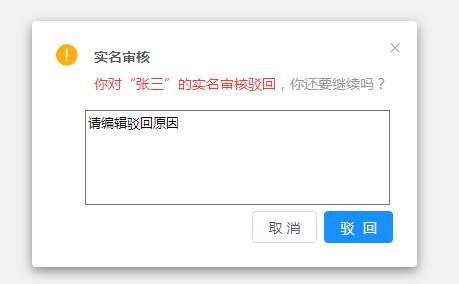 实名审核
你对“张三”的实名审核驳回，你还要继续吗？
请编辑驳回原因
取 消
驳 回